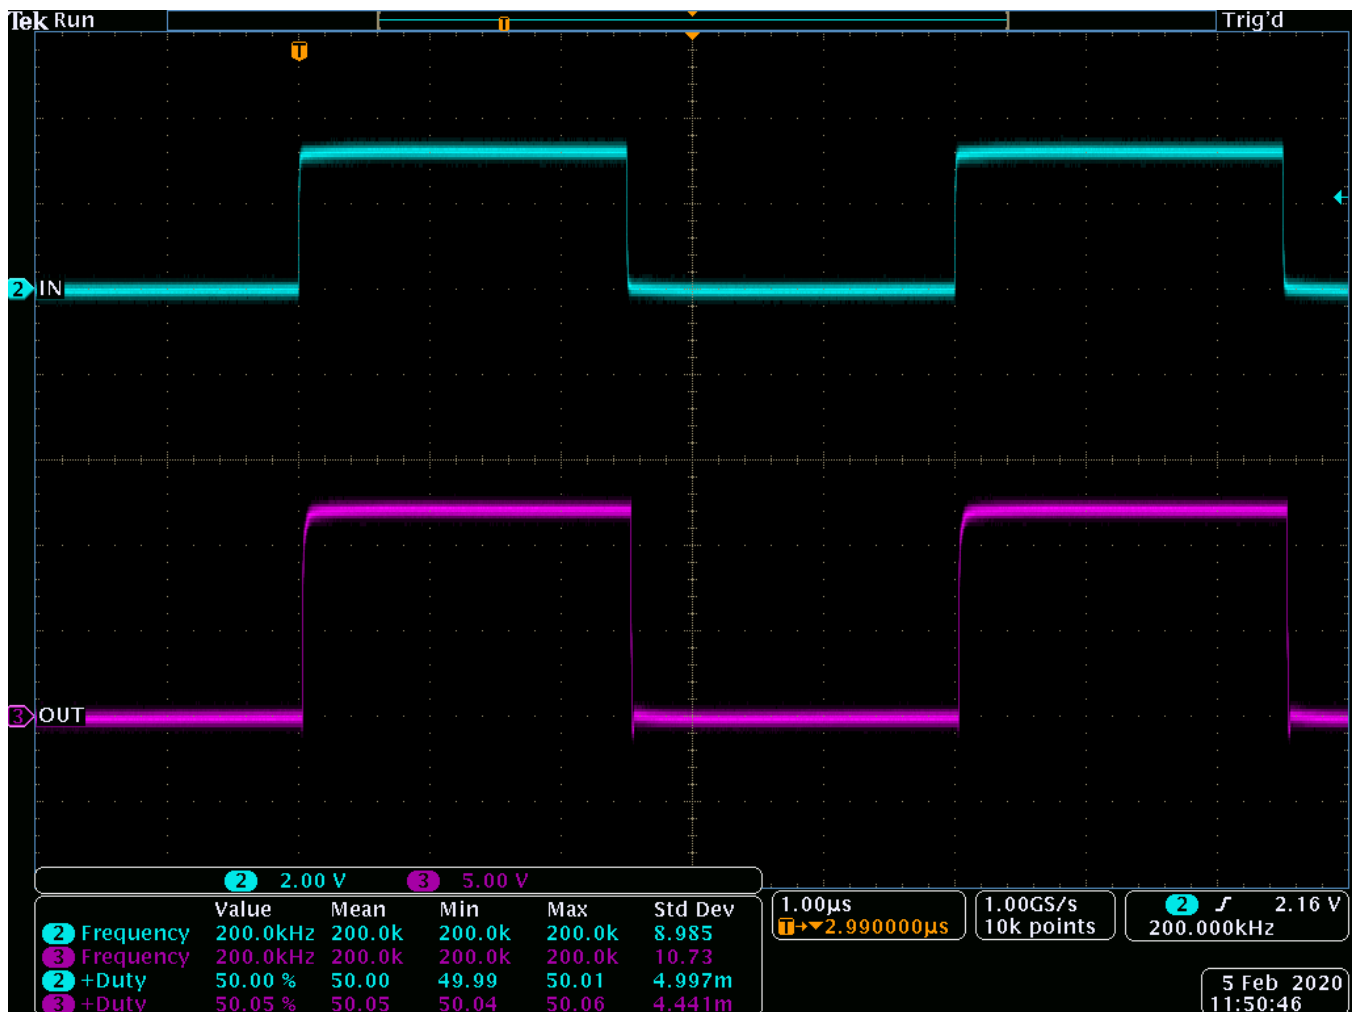 Tek Run Trig'd
T
T
2 IN
3 OUT
2 2.00 V 3 5.00 V
Value Mean Min Max Std Dev
2 Frequency 200.0kHz 200.0k 200.0k 200.0k 8.985
3 Frequency 200.0kHz 200.0k 200.0k 200.0k 10.73
2 +Duty 50.00 % 50.00 49.99 50.01 4.997m
3 +Duty 50.05 % 50.05 50.04 50.06 4.441m
1.00µs
T→▼2.990000µs
1.00GS/s
10k points
2 ∫ 2.16 V
200.000kHz
5 Feb 2020
11:50:46